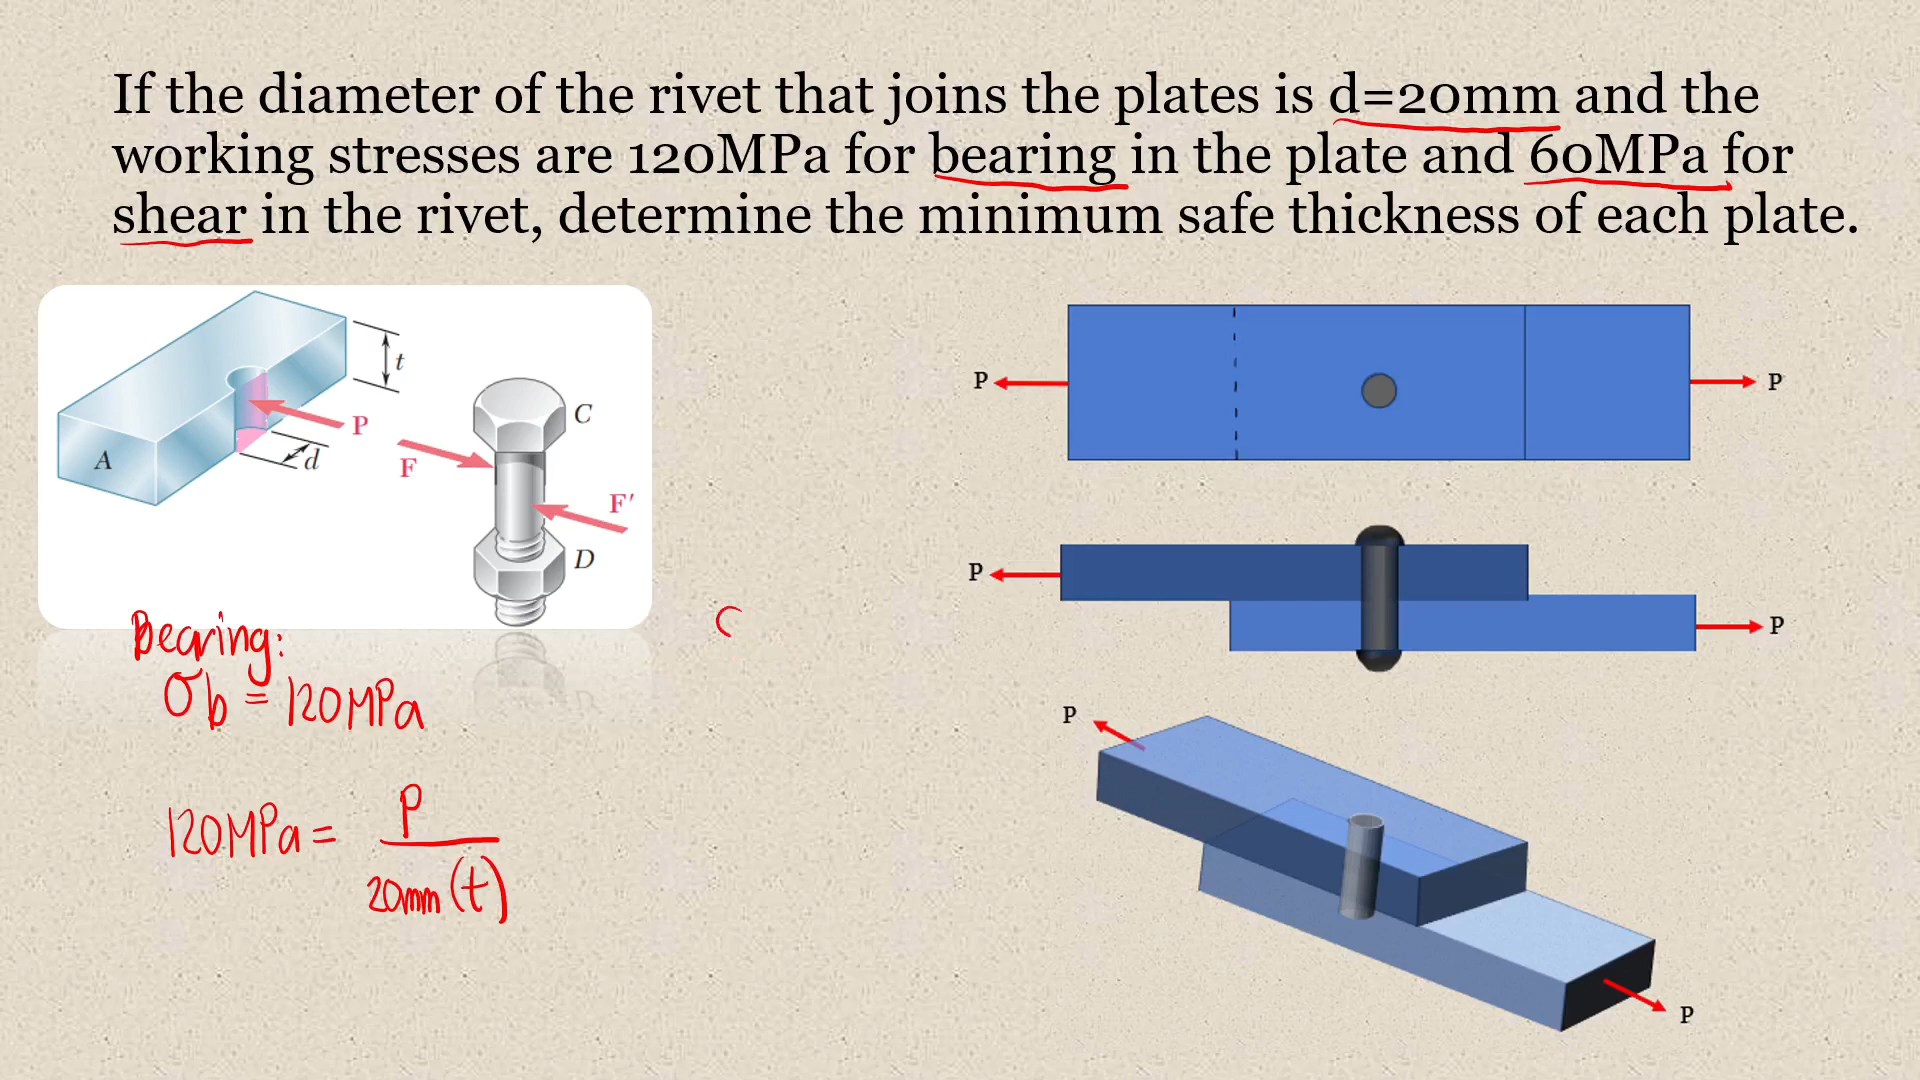 If the diameter of the rivet that joins the plates is d=20mm and the
working stresses are 120MPa for bearing in the plate and 60MPa for
shear in the rivet, determine the minimum safe thickness of each plate.
t
P
d
A
C
F
F'
D
Bearing:
σb = 120MPa
120MPa = P
20mm (t)
P
P
P
P
P
P